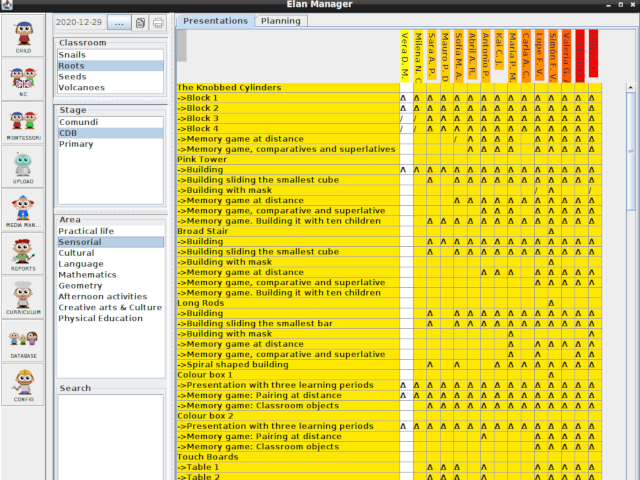 Elan Manager
CHILD
N.C
MONTESSORI
UPLOAD
MEDIA MAN...
REPORTS
CURRICULUM
DATABASE
CONFIG
2020-12-29
...
Classroom
Snails
Roots
Seeds
Volcanoes
Stage
Comundi
CDB
Primary
Area
Practical life
Sensorial
Cultural
Language
Mathematics
Geometry
Afternoon activities
Creative arts & Culture
Physical Education
Search
Presentations
Planning
Vera D. M.
Milena N. C.
Sara A. P.
Mauro P. D.
Sofía M. A.
Abril A. R.
Antonio P.
Kai C. J.
María P. M.
Carla A. C.
Lope F. V.
Simón F. V.
Valeria G. J.
The Knobbed Cylinders
->Block 1
->Block 2
->Block 3
->Block 4
->Memory game at distance
->Memory game, comparatives and superlatives
Pink Tower
->Building
->Building sliding the smallest cube
->Building with mask
->Memory game at distance
->Memory game, comparative and superlative
->Memory game. Building it with ten children
Broad Stair
->Building
->Building sliding the smallest cube
->Building with mask
->Memory game at distance
->Memory game, comparative and superlative
->Memory game. Building it with ten children
Long Rods
->Building
->Building sliding the smallest bar
->Building with mask
->Memory game at distance
->Memory game, comparative and superlative
->Spiral shaped building
Colour box 1
->Presentation with three learning periods
->Memory game: Pairing at distance
->Memory game: Classroom objects
Colour box 2
->Presentation with three learning periods
->Memory game: Pairing at distance
->Memory game: Classroom objects
Touch Boards
->Table 1
->Table 2